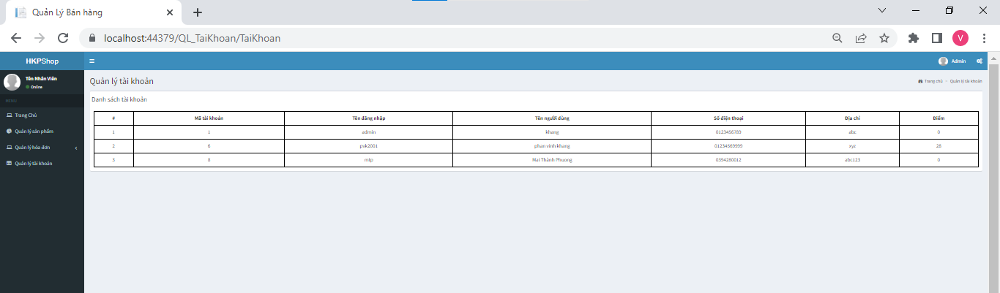 Quản Lý Bán hàng
localhost:44379/QL_TaiKhoan/TaiKhoan
V
HKPShop
Admin
Tên Nhân Viên
Online
MENU
Trang Chủ
Quản lý sản phẩm
Quản lý hóa đơn
Quản lý tài khoản
Quản lý tài khoản
Trang chủ > Quản lý tài khoản
Danh sách tài khoản
# Mã tài khoản Tên đăng nhập Tên người dùng Số điện thoại Địa chỉ Điểm
1 1 admin khang 0123456789 abc 0
2 6 pvk2001 phan vinh khang 01234569999 xyz 28
3 8 mtp Mai Thành Phuong 0394280012 abc123 0